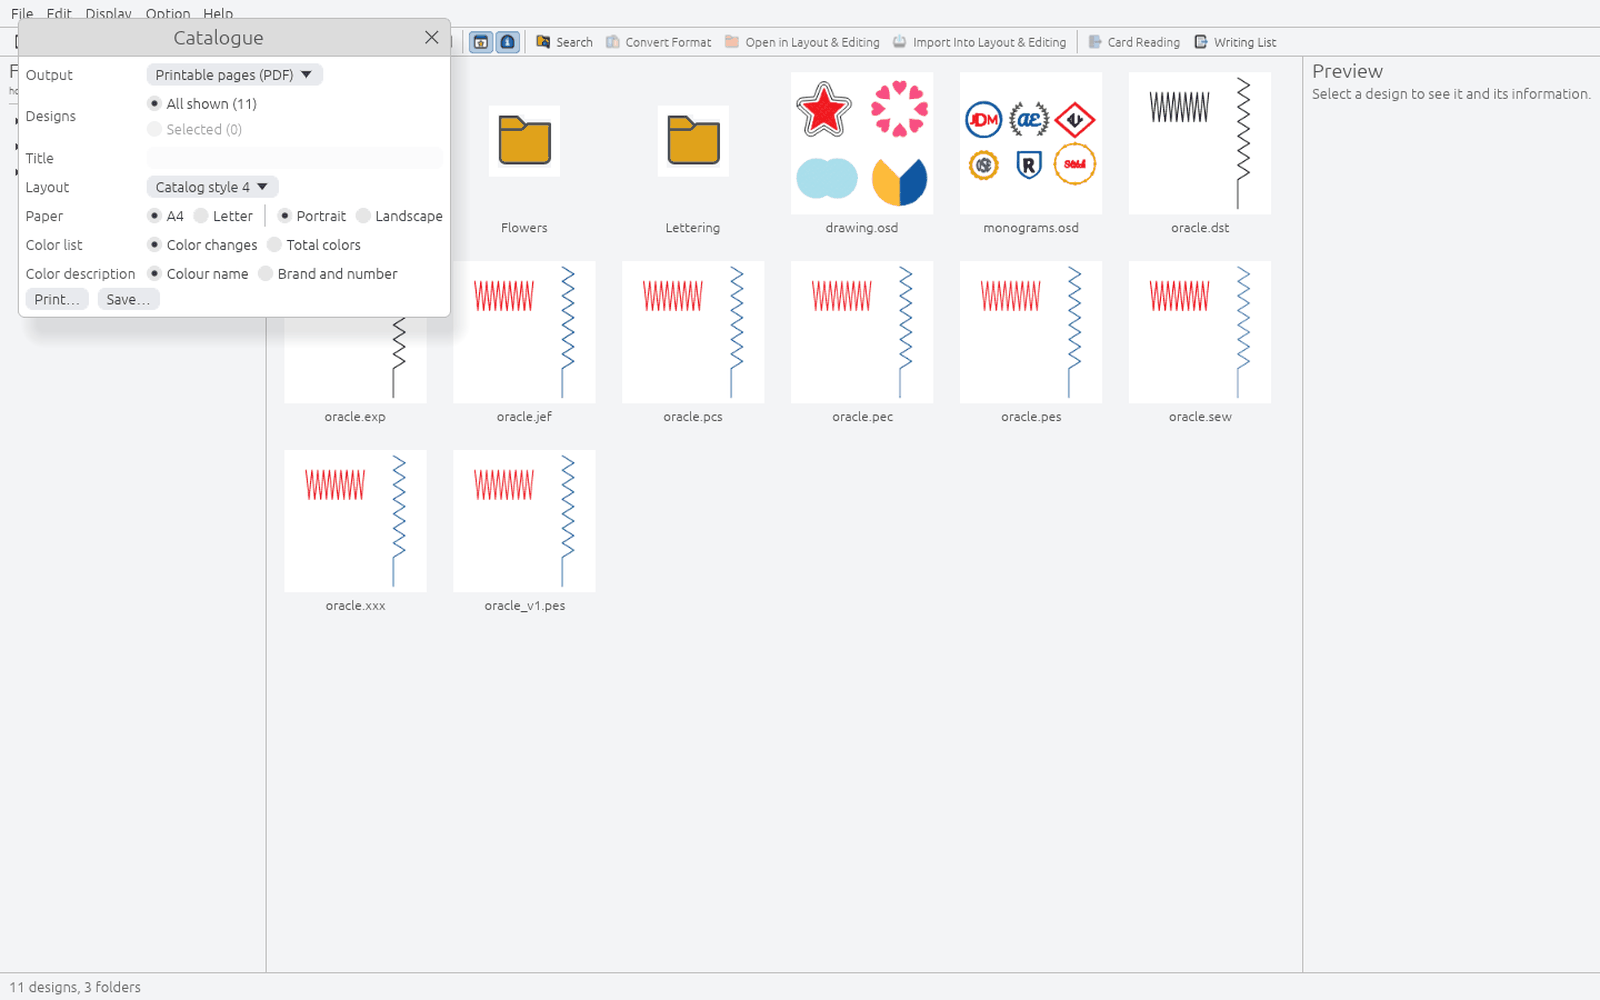 File Edit Display Option Help
Catalogue
Output Printable pages (PDF)
Designs All shown (11)
Selected (0)
Title
Layout Catalog style 4
Paper A4 Letter Portrait Landscape
Color list Color changes Total colors
Color description Colour name Brand and number
Print... Save...
Search Convert Format Open in Layout & Editing Import Into Layout & Editing Card Reading Writing List
Flowers Lettering drawing.osd monograms.osd oracle.dst
JDM
R
oracle.exp oracle.jef oracle.pcs oracle.pec oracle.pes oracle.sew
oracle.xxx oracle_v1.pes
Preview
Select a design to see it and its information.
11 designs, 3 folders